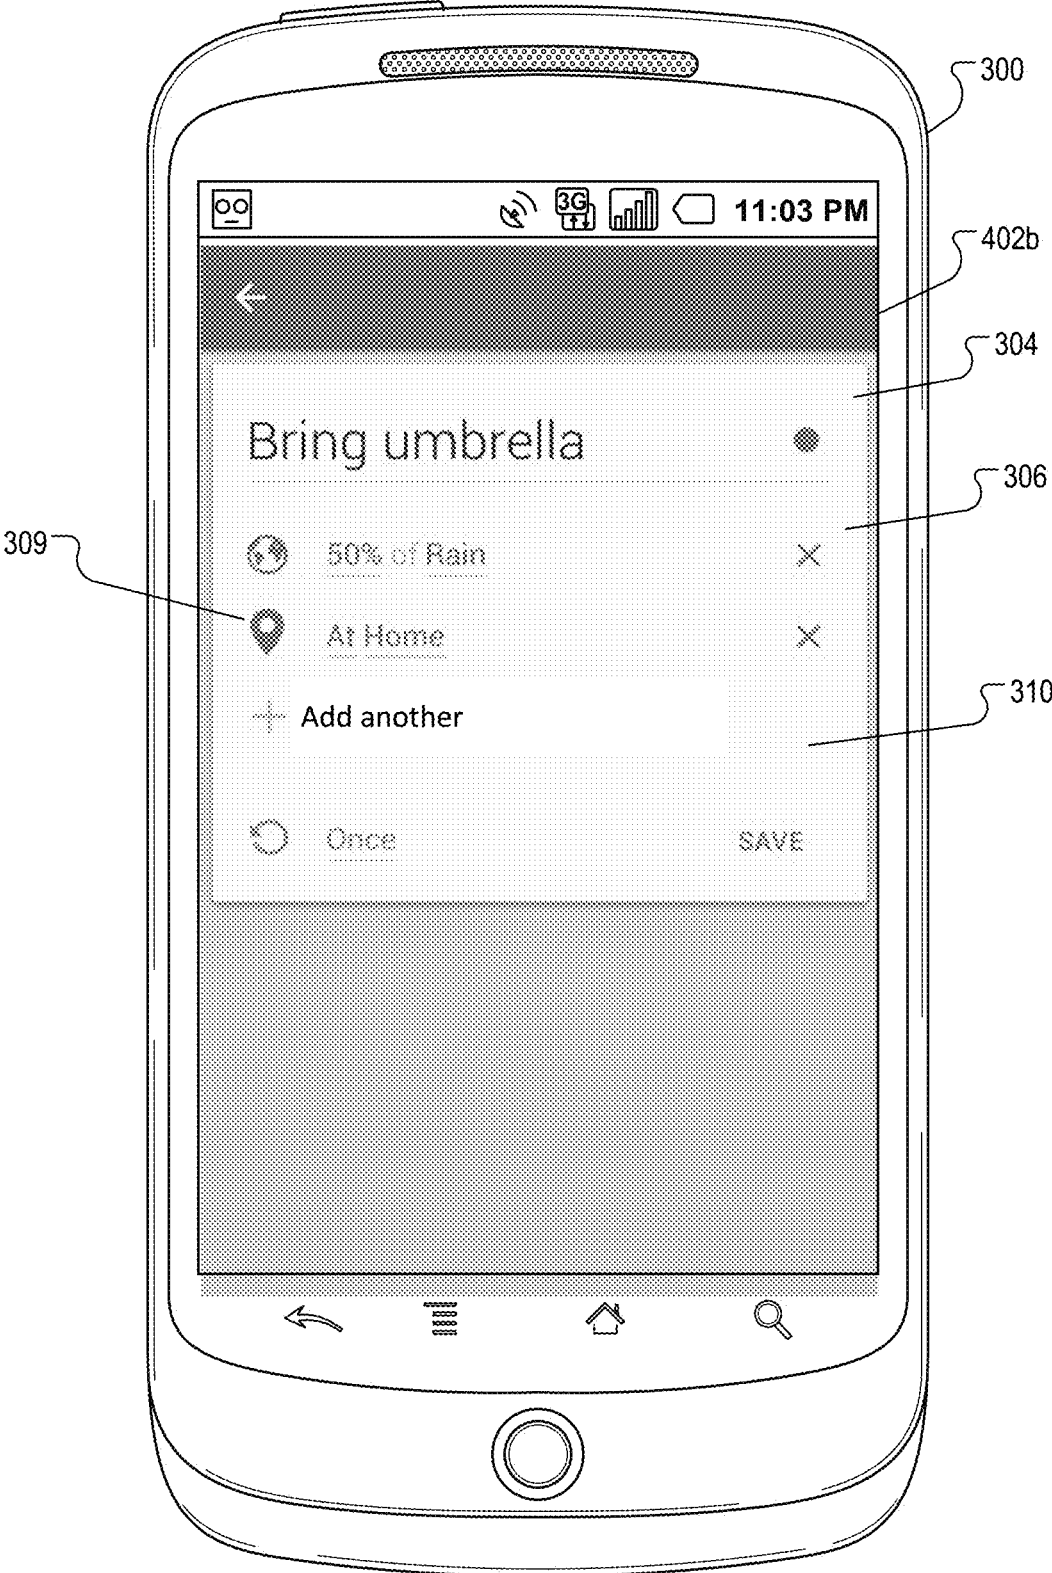 300
3G 11:03 PM
402b
304
Bring umbrella
306
309
50% of Rain
At Home
310
Add another
Once SAVE